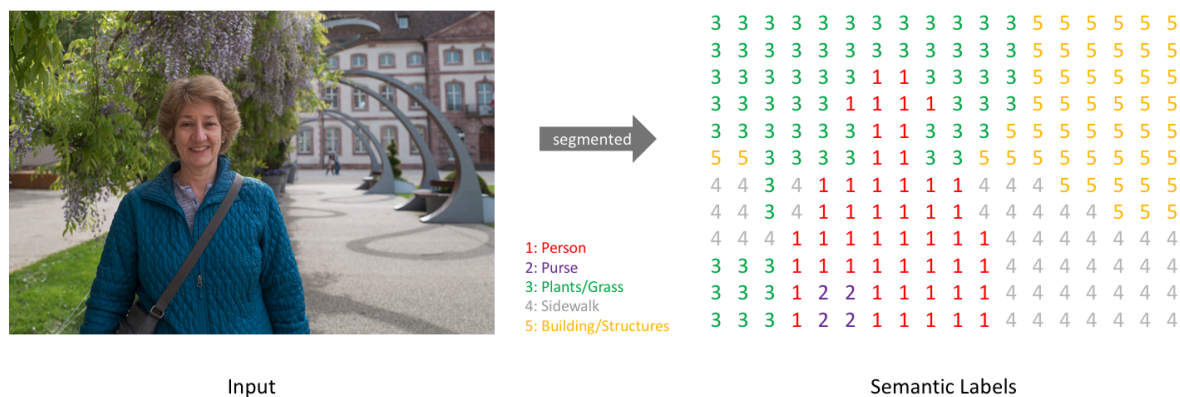 3 3 3 3 3 3 3 3 3 3 3 3 5 5 5 5 5 5
3 3 3 3 3 3 3 3 3 3 3 3 5 5 5 5 5 5
3 3 3 3 3 3 1 1 3 3 3 3 5 5 5 5 5 5
3 3 3 3 3 1 1 1 1 3 3 3 5 5 5 5 5 5
3 3 3 3 3 3 1 1 3 3 3 5 5 5 5 5 5 5
5 5 3 3 3 3 1 1 3 3 5 5 5 5 5 5 5 5
4 4 3 4 1 1 1 1 1 1 4 4 4 5 5 5 5 5
4 4 3 4 1 1 1 1 1 1 4 4 4 4 4 5 5 5
4 4 4 1 1 1 1 1 1 1 1 4 4 4 4 4 4 4
3 3 3 1 1 1 1 1 1 1 1 4 4 4 4 4 4 4
3 3 3 1 2 2 1 1 1 1 1 4 4 4 4 4 4 4
3 3 3 1 2 2 1 1 1 1 1 4 4 4 4 4 4 4
segmented
1: Person
2: Purse
3: Plants/Grass
4: Sidewalk
5: Building/Structures
Input
Semantic Labels